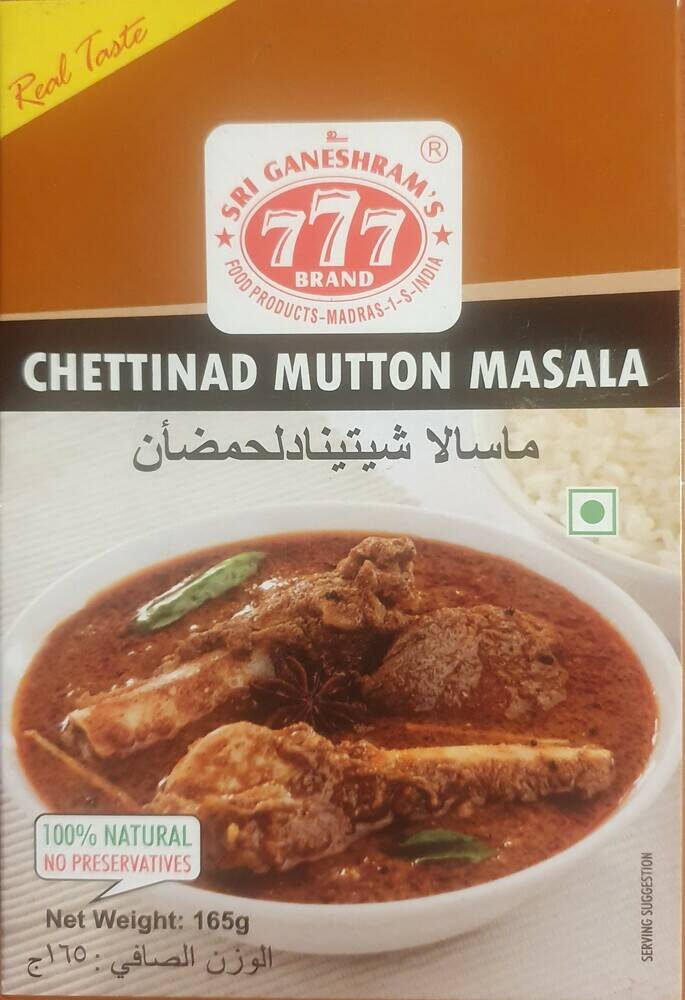 Real Taste
உ
SRI GANESHRAM'S
®
777
BRAND
FOOD PRODUCTS-MADRAS-1-S-INDIA
CHETTINAD MUTTON MASALA
ماسالا شيتينادلحمضأن
100% NATURAL
NO PRESERVATIVES
Net Weight: 165g
الوزن الصافي : ١٦٥ج
SERVING SUGGESTION